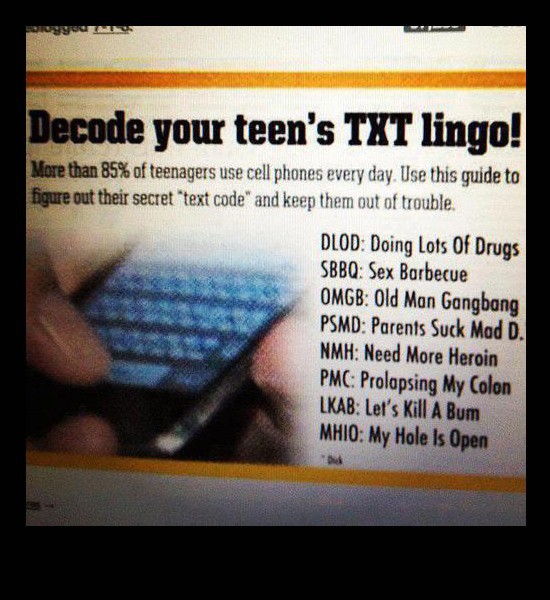 Decode your teen's TXT lingo!
More than 85% of teenagers use cell phones every day. Use this guide to
figure out their secret "text code" and keep them out of trouble.
DLOD: Doing Lots Of Drugs
SBBQ: Sex Barbecue
OMGB: Old Man Gangbang
PSMD: Parents Suck Mad D.
NMH: Need More Heroin
PMC: Prolapsing My Colon
LKAB: Let's Kill A Bum
MHIO: My Hole Is Open
* Dick